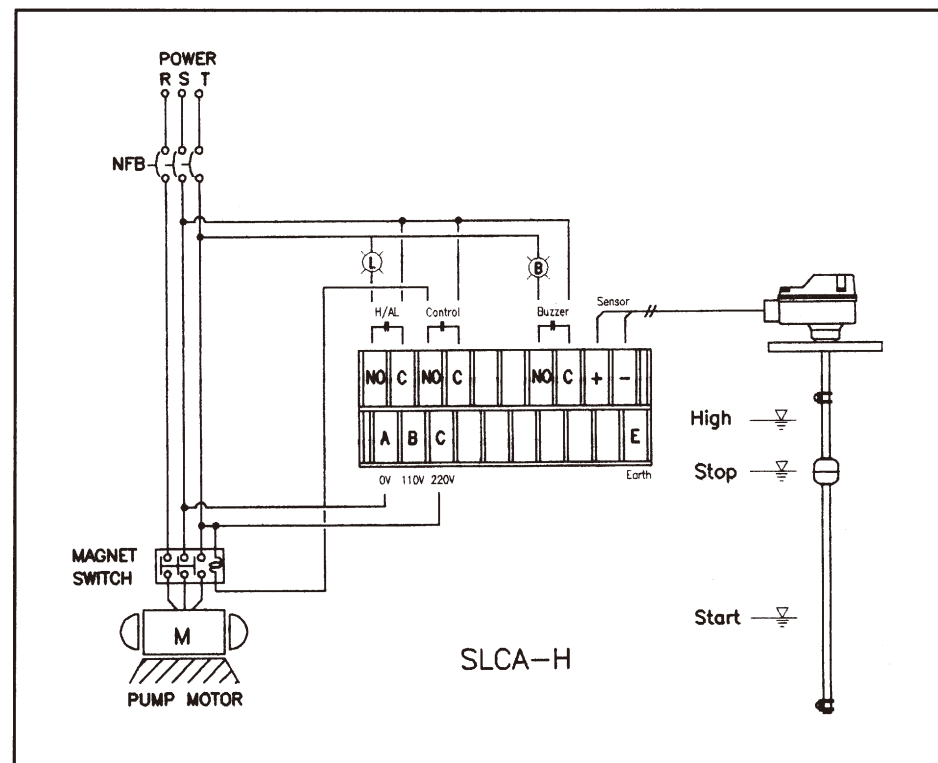 POWER
R S T
NFB
L
B
H/AL Control Buzzer Sensor
NO C NO C NO C + -
A B C E
0V 110V 220V Earth
High
Stop
Start
MAGNET
SWITCH
M
PUMP MOTOR
SLCA-H